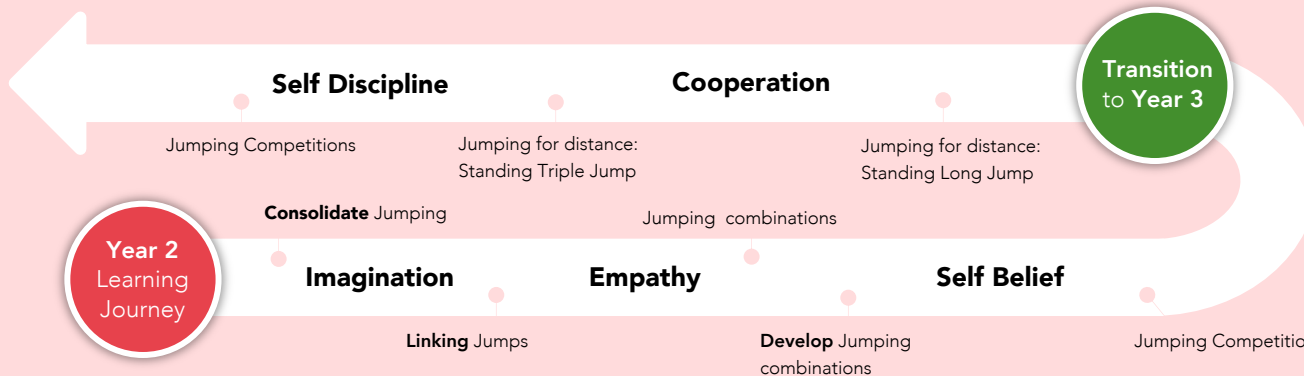 Self Discipline
Cooperation
Transition
to Year 3
Jumping Competitions
Jumping for distance:
Standing Triple Jump
Jumping for distance:
Standing Long Jump
Consolidate Jumping
Jumping combinations
Year 2
Learning
Journey
Imagination
Empathy
Self Belief
Linking Jumps
Develop Jumping
combinations
Jumping Competitio